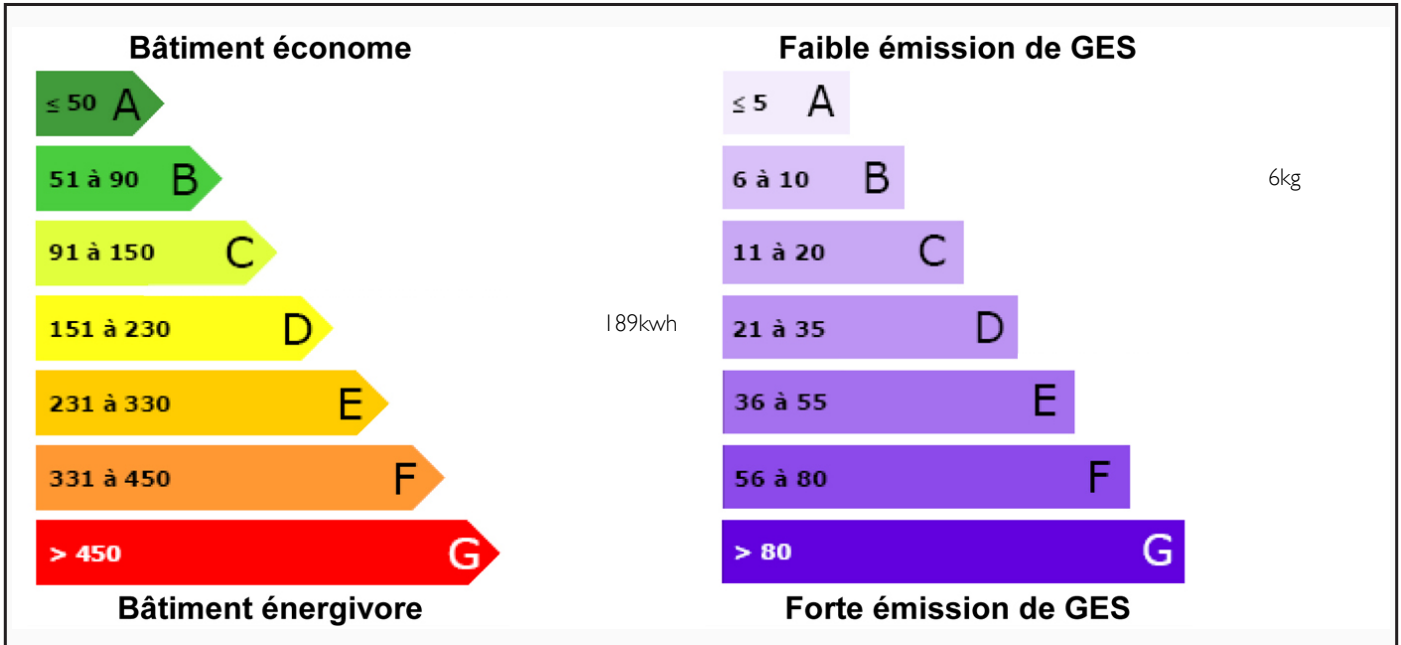 Bâtiment économe
≤ 50 A
51 à 90 B
91 à 150 C
151 à 230 D
189kwh
231 à 330 E
331 à 450 F
> 450 G
Bâtiment énergivore
Faible émission de GES
≤ 5 A
6 à 10 B
6kg
11 à 20 C
21 à 35 D
36 à 55 E
56 à 80 F
> 80 G
Forte émission de GES